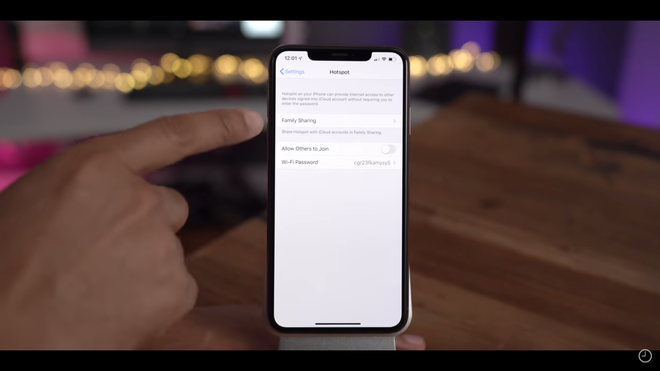 12:01
Settings
Hotspot
Hotspot on your iPhone can provide Internet access to other
devices signed into iCloud account without requiring you to
enter the password.
Family Sharing
Share Hotspot with iCloud accounts in Family Sharing.
Allow Others to Join
Wi-Fi Password